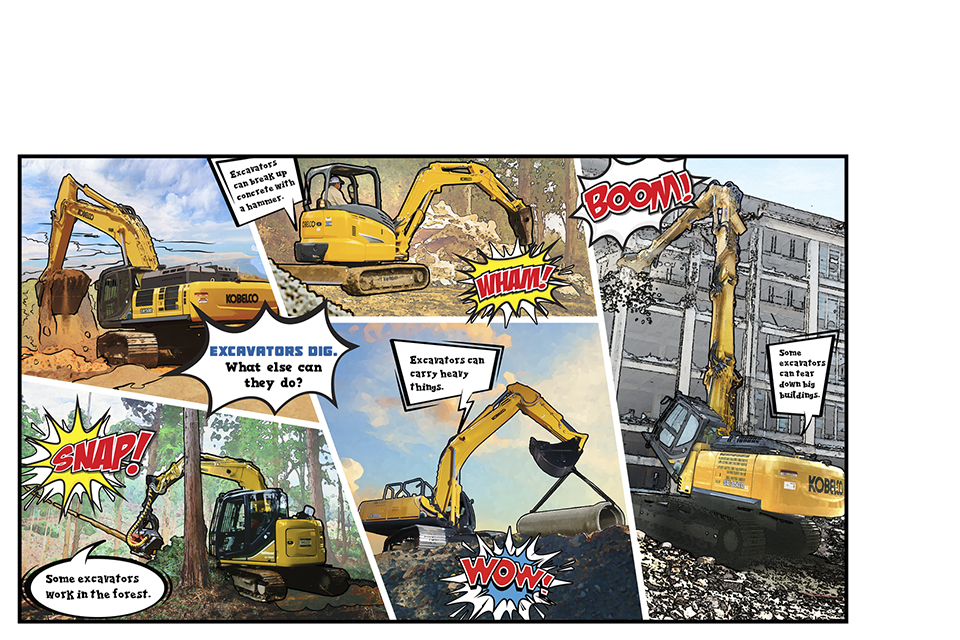 Excavators
can break up
concrete with
a hammer.
KOBELCO
KOBELCO
WHAM!
BOOM!
EXCAVATORS DIG.
What else can
they do?
Excavators can
carry heavy
things.
Some
excavators
can tear
down big
buildings.
KOBELCO
SNAP!
Some excavators
work in the forest.
WOW!